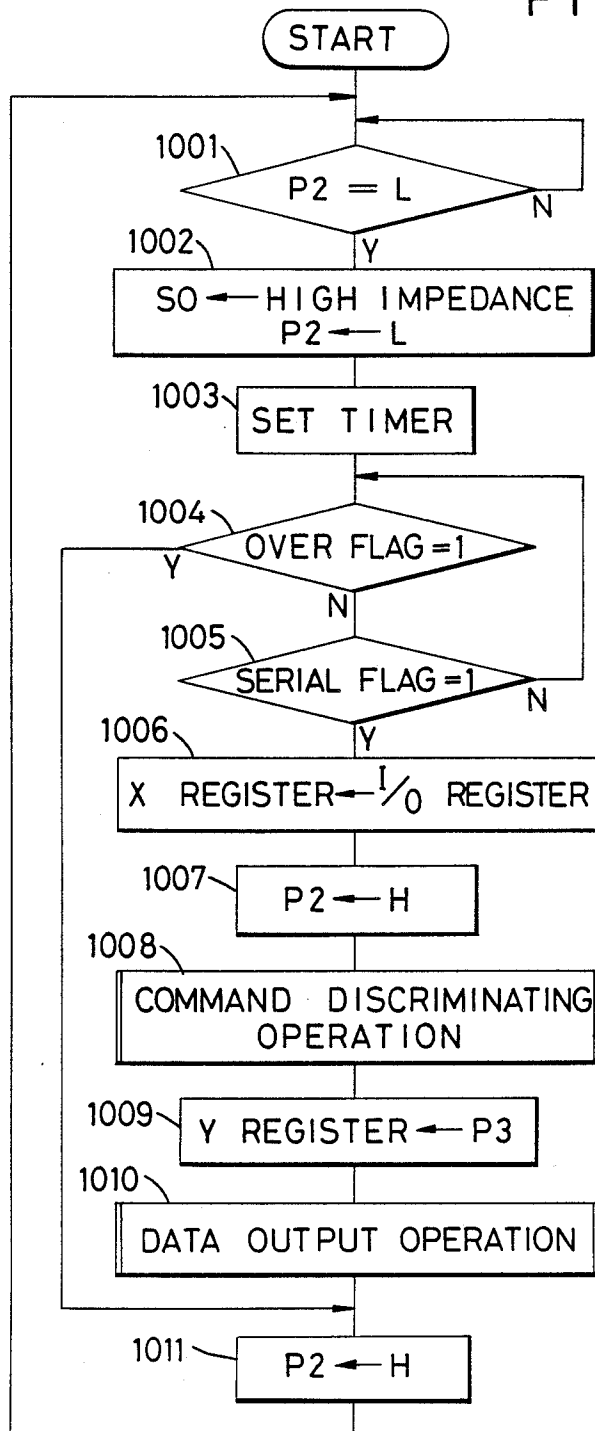 START
1001
P2 = L
N
Y
1002
SO ← HIGH IMPEDANCE
P2 ← L
1003
SET TIMER
1004
OVER FLAG=1
Y
N
1005
SERIAL FLAG=1
N
Y
1006
X REGISTER ← I/O REGISTER
1007
P2 ← H
1008
COMMAND DISCRIMINATING
OPERATION
1009
Y REGISTER ← P3
1010
DATA OUTPUT OPERATION
1011
P2 ← H